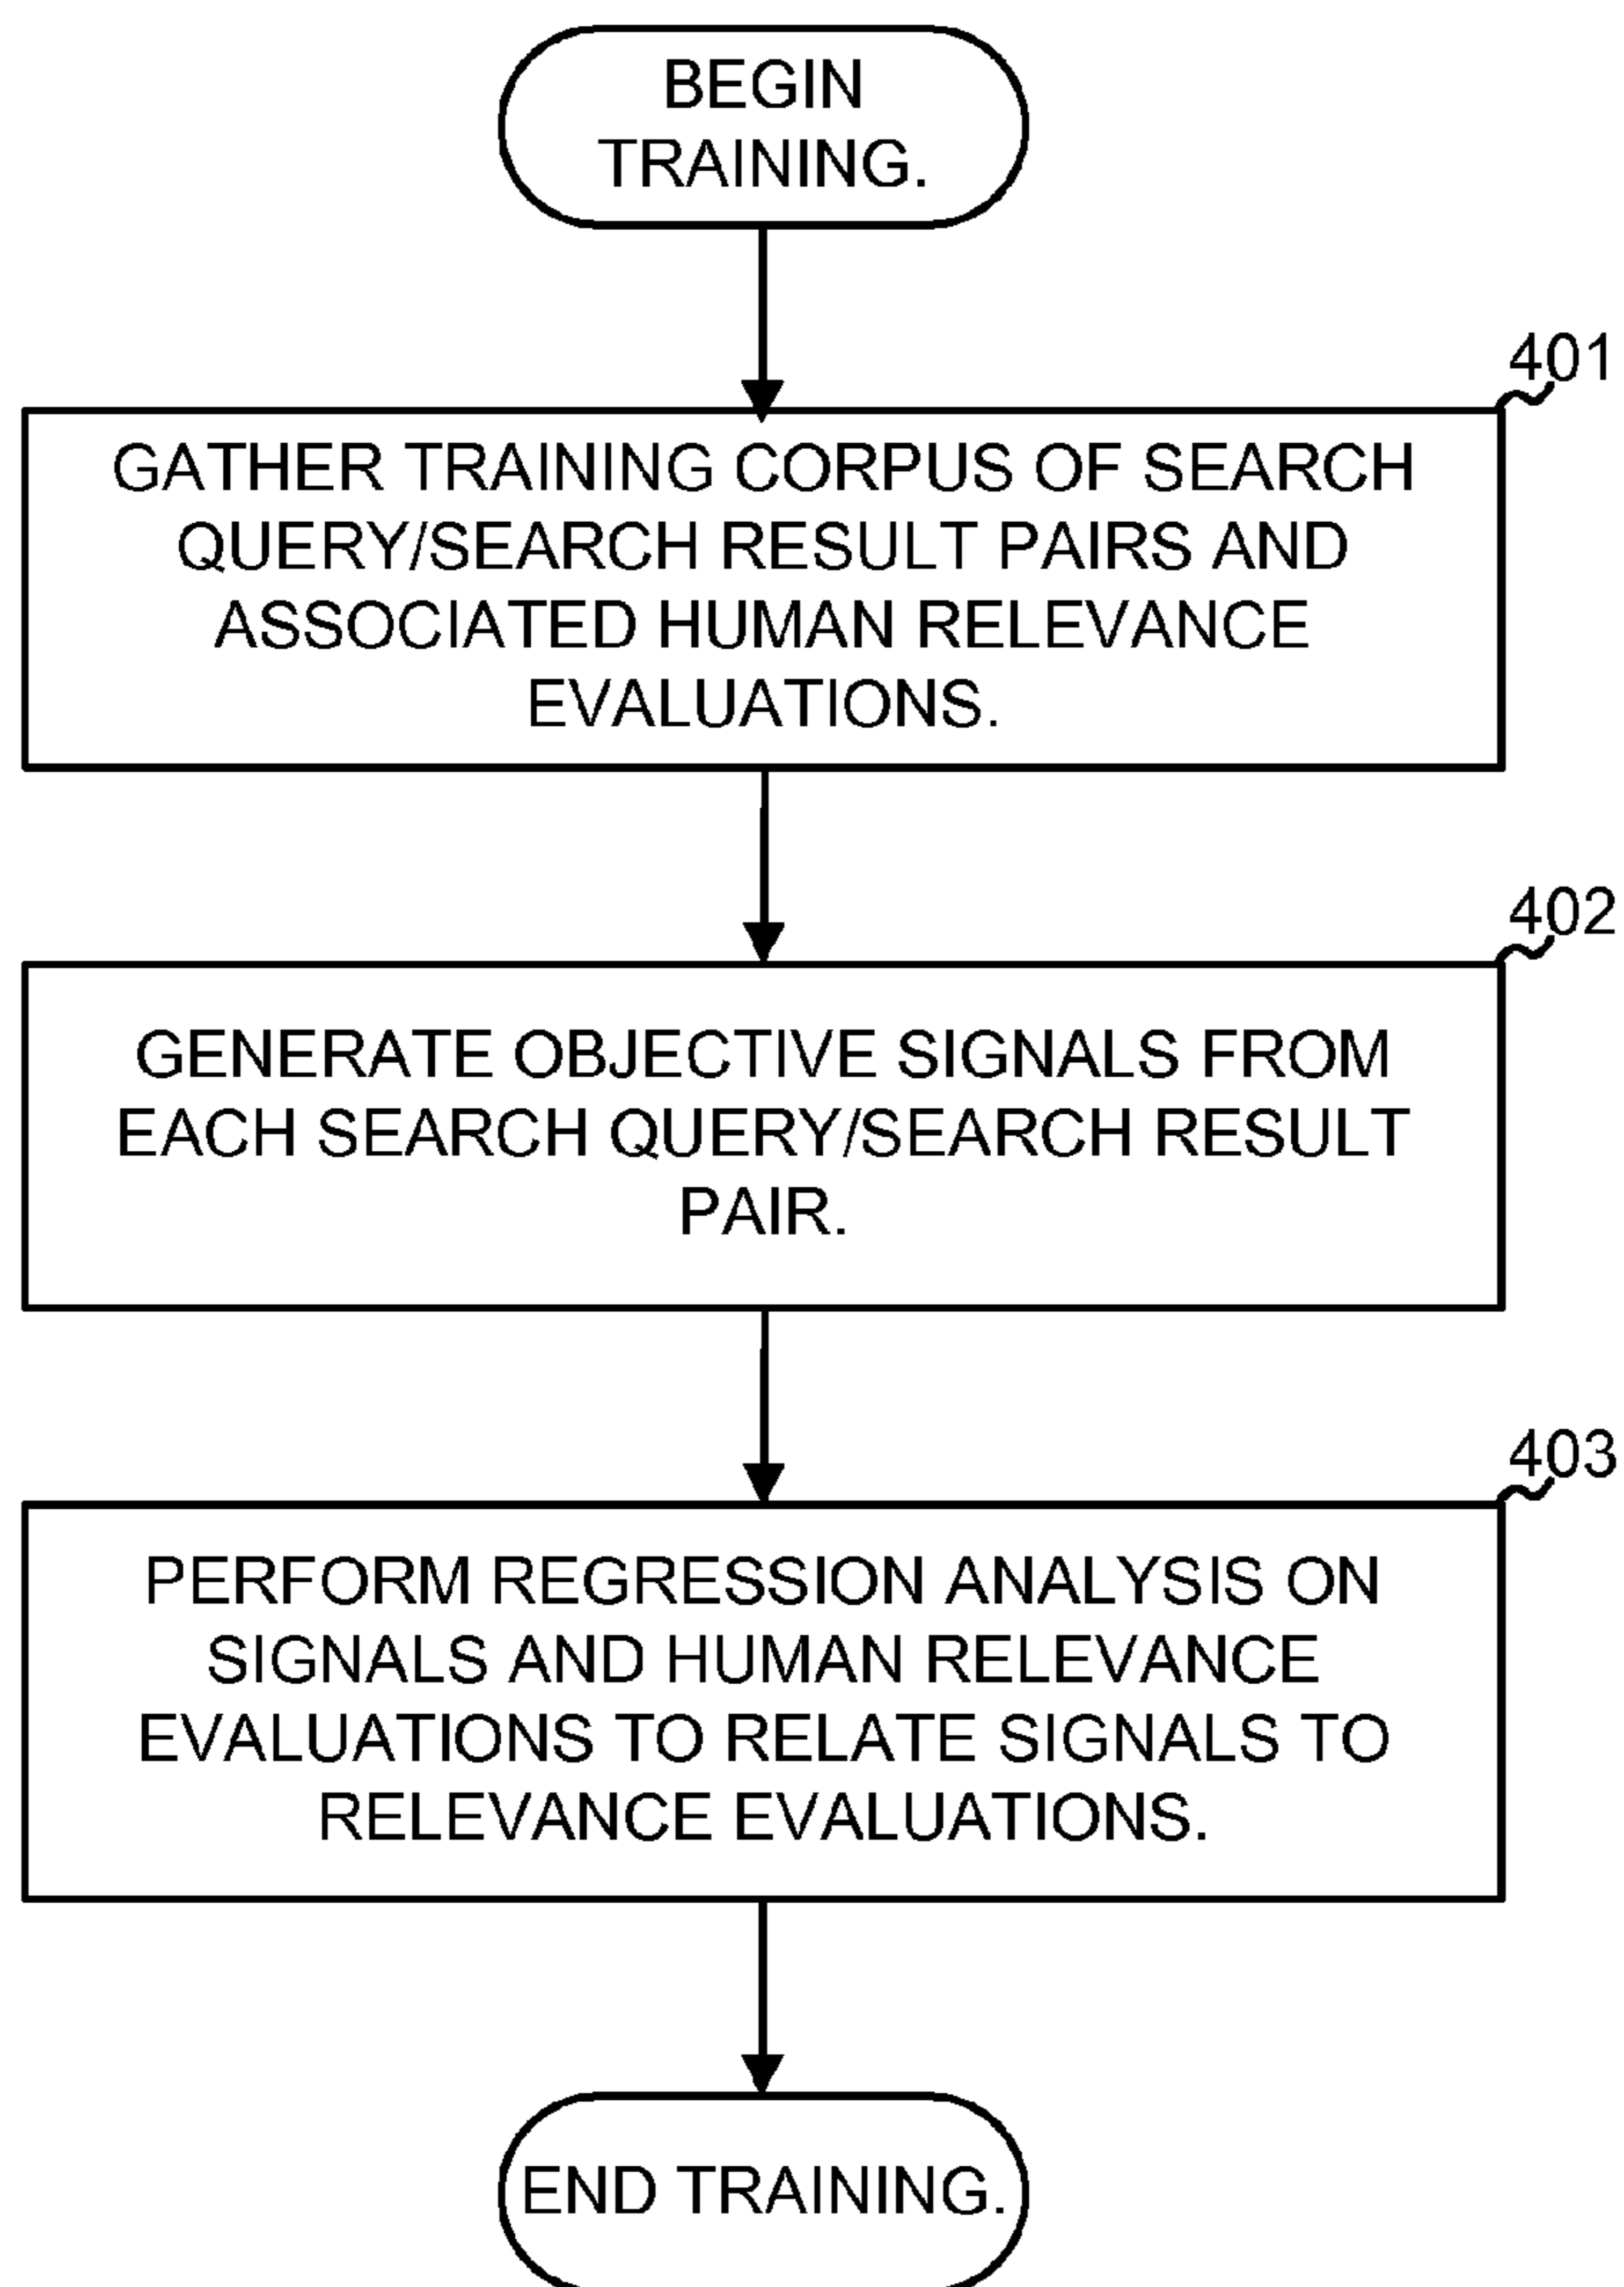 BEGIN
TRAINING.
401
GATHER TRAINING CORPUS OF SEARCH
QUERY/SEARCH RESULT PAIRS AND
ASSOCIATED HUMAN RELEVANCE
EVALUATIONS.
402
GENERATE OBJECTIVE SIGNALS FROM
EACH SEARCH QUERY/SEARCH RESULT
PAIR.
403
PERFORM REGRESSION ANALYSIS ON
SIGNALS AND HUMAN RELEVANCE
EVALUATIONS TO RELATE SIGNALS TO
RELEVANCE EVALUATIONS.
END TRAINING.